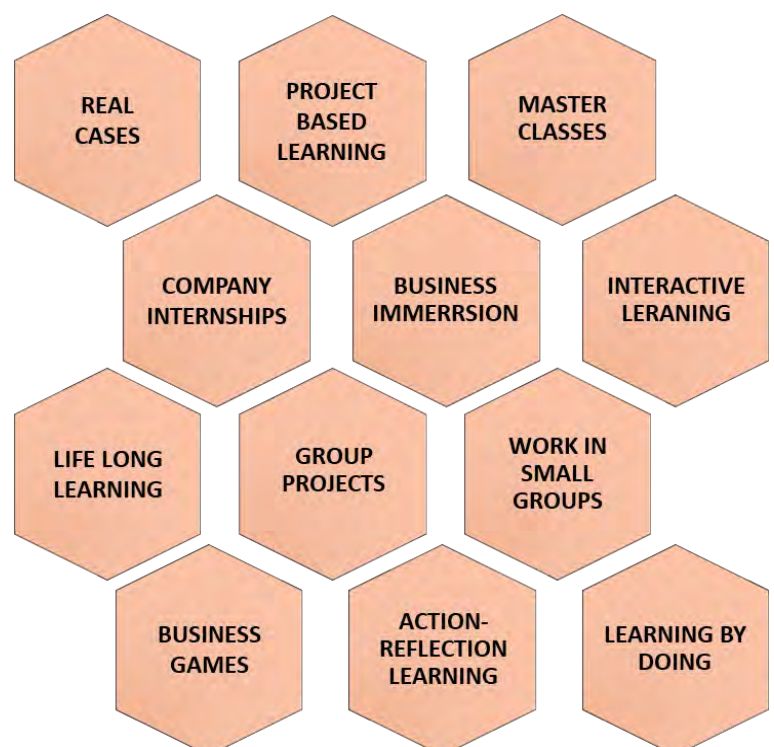 REAL
CASES
PROJECT
BASED
LEARNING
MASTER
CLASSES
COMPANY
INTERNSHIPS
BUSINESS
IMMERRSION
INTERACTIVE
LERANING
LIFE LONG
LEARNING
GROUP
PROJECTS
WORK IN
SMALL
GROUPS
BUSINESS
GAMES
ACTION-
REFLECTION
LEARNING
LEARNING BY
DOING